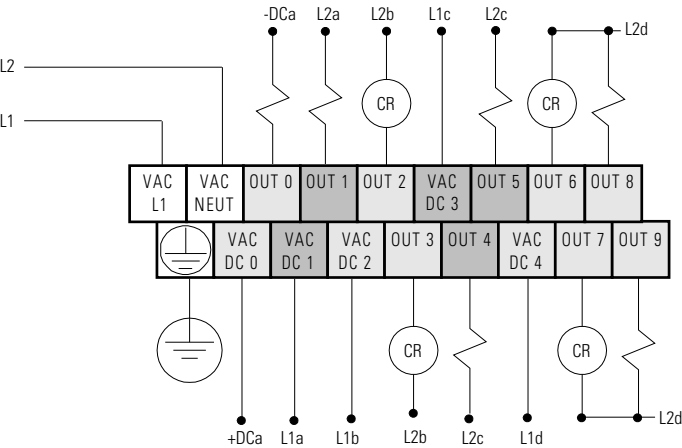 -DCa L2a L2b L1c L2c
L2d
L2
CR CR
L1
VAC L1 VAC NEUT OUT 0 OUT 1 OUT 2 VAC DC 3 OUT 5 OUT 6 OUT 8
VAC DC 0 VAC DC 1 VAC DC 2 OUT 3 OUT 4 VAC DC 4 OUT 7 OUT 9
CR CR
L2d
+DCa L1a L1b L2b L2c L1d